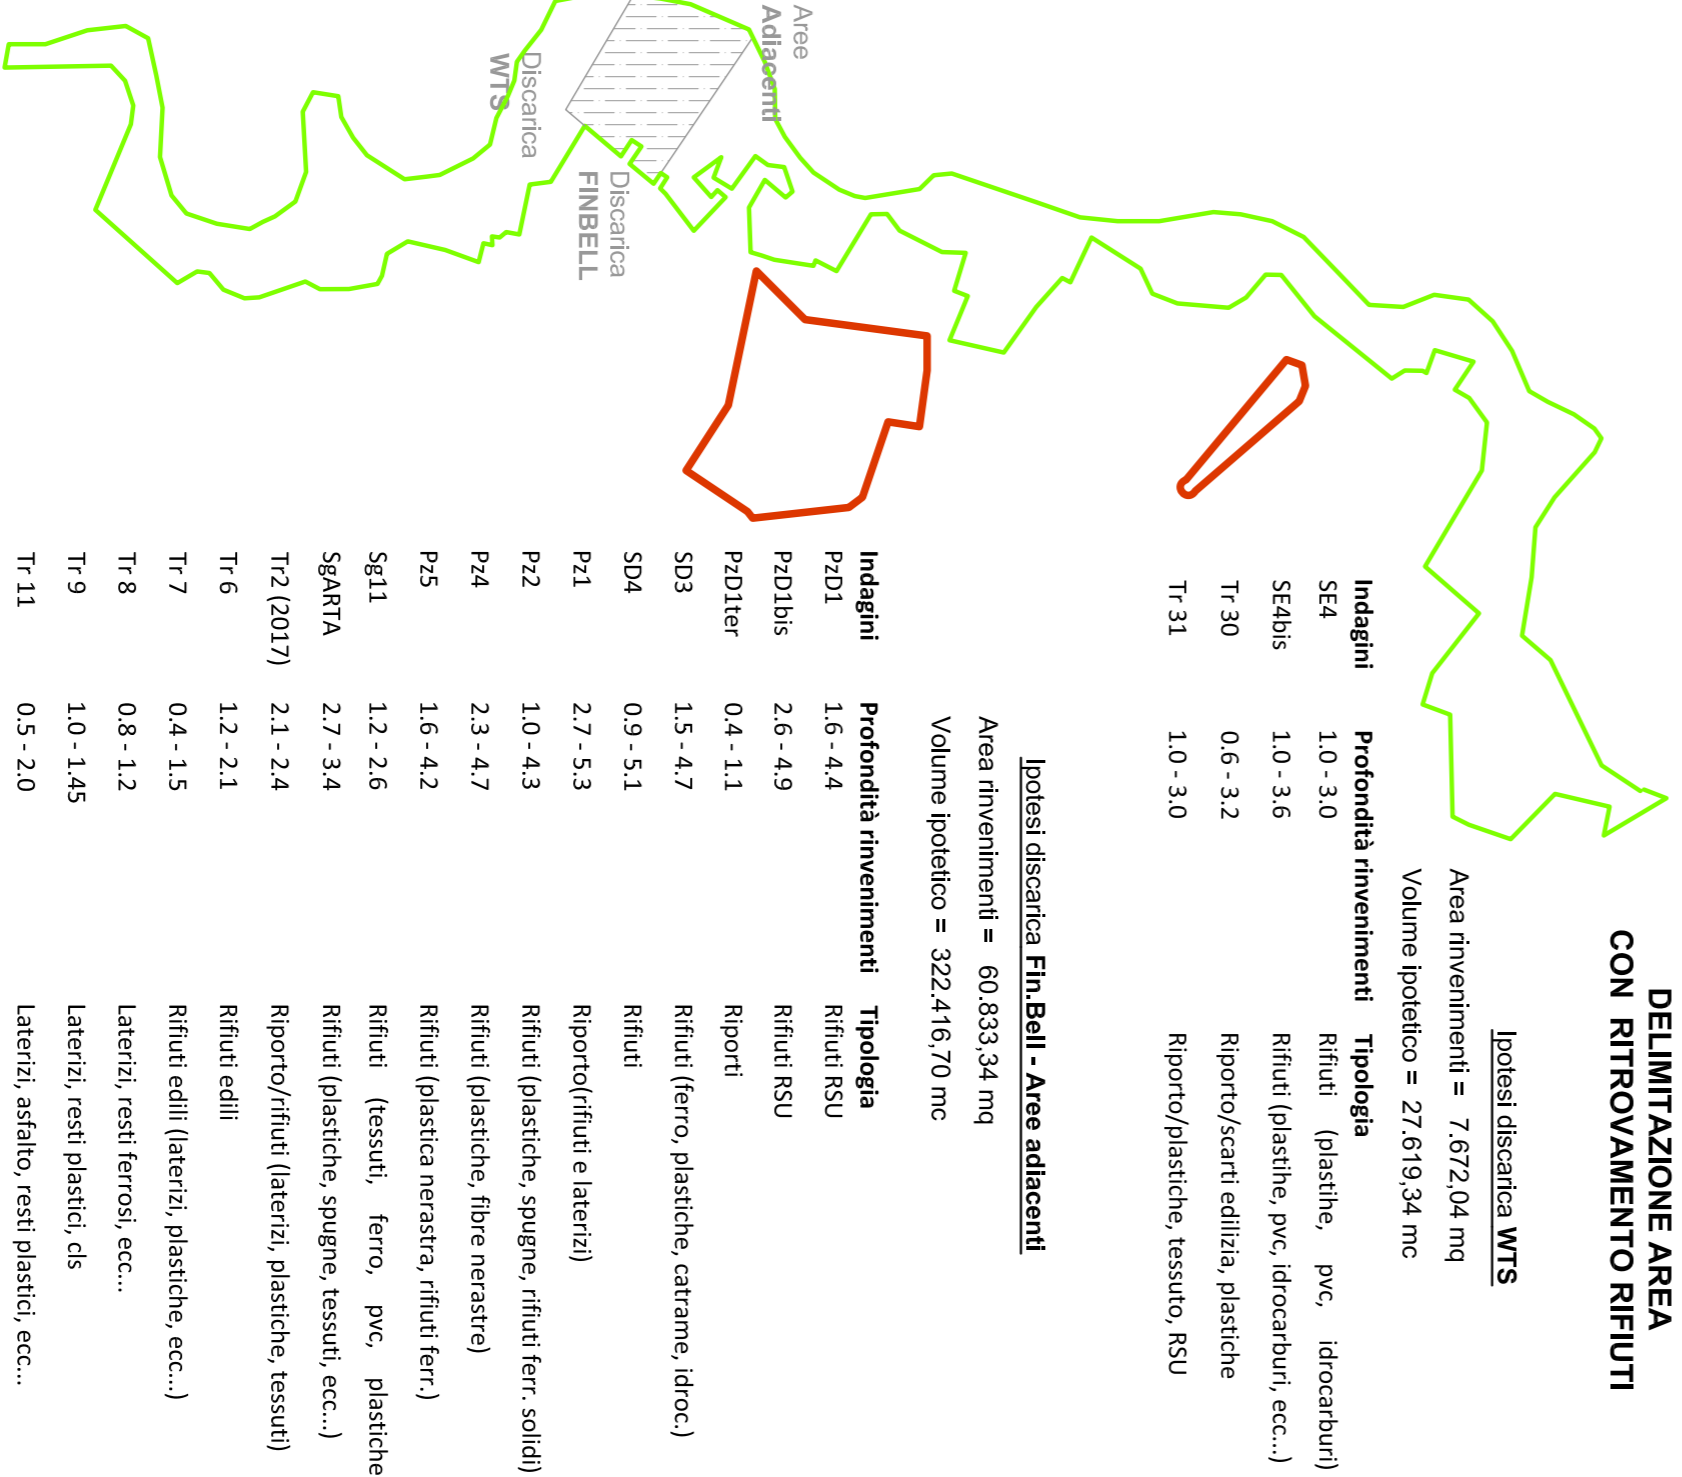 DELIMITAZIONE AREA
CON RITROVAMENTO RIFIUTI
Ipotesi discarica WTS
Area rinvenimenti = 7.672,04 mq
Volume ipotetico = 27.619,34 mc
Indagini Profondità rinvenimenti Tipologia
SE4 1.0 - 3.0 Rifiuti (plastihe, pvc, idrocarburi)
SE4bis 1.0 - 3.6 Rifiuti (plastihe, pvc, idrocarburi, ecc...)
Tr 30 0.6 - 3.2 Riporto/scarti edilizia, plastiche
Tr 31 1.0 - 3.0 Riporto/plastiche, tessuto, RSU
Ipotesi discarica Fin.Bell - Aree adiacenti
Area rinvenimenti = 60.833,34 mq
Volume ipotetico = 322.416,70 mc
Indagini Profondità rinvenimenti Tipologia
PzD1 1.6 - 4.4 Rifiuti RSU
PzD1bis 2.6 - 4.9 Rifiuti RSU
PzD1ter 0.4 - 1.1 Riporti
SD3 1.5 - 4.7 Rifiuti (ferro, plastiche, catrame, idroc.)
SD4 0.9 - 5.1 Rifiuti
Pz1 2.7 - 5.3 Riporto(rifiuti e laterizi)
Pz2 1.0 - 4.3 Rifiuti (plastiche, spugne, rifiuti ferr. solidi)
Pz4 2.3 - 4.7 Rifiuti (plastiche, fibre nerastre)
Pz5 1.6 - 4.2 Rifiuti (plastica nerastra, rifiuti ferr.)
Sg11 1.2 - 2.6 Rifiuti (tessuti, ferro, pvc, plastiche
SgARTA 2.7 - 3.4 Rifiuti (plastiche, spugne, tessuti, ecc...)
Tr2 (2017) 2.1 - 2.4 Riporto/rifiuti (laterizi, plastiche, tessuti)
Tr 6 1.2 - 2.1 Rifiuti edili
Tr 7 0.4 - 1.5 Rifiuti edili (laterizi, plastiche, ecc...)
Tr 8 0.8 - 1.2 Laterizi, resti ferrosi, ecc...
Tr 9 1.0 - 1.45 Laterizi, resti plastici, cls
Tr 11 0.5 - 2.0 Laterizi, asfalto, resti plastici, ecc...
Aree
Adiacenti
Discarica
FINBELL
Discarica
WTS